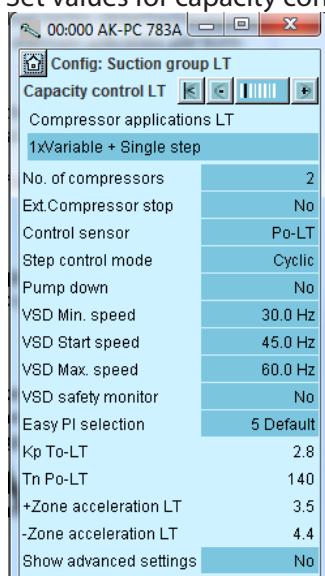 Set values for capacity con
00:000 AK-PC 783A
Config: Suction group LT
Capacity control LT
Compressor applications LT
1xVariable + Single step
No. of compressors 2
Ext.Compressor stop No
Control sensor Po-LT
Step control mode Cyclic
Pump down No
VSD Min. speed 30.0 Hz
VSD Start speed 45.0 Hz
VSD Max. speed 60.0 Hz
VSD safety monitor No
Easy PI selection 5 Default
Kp To-LT 2.8
Tn Po-LT 140
+Zone acceleration LT 3.5
-Zone acceleration LT 4.4
Show advanced settings No